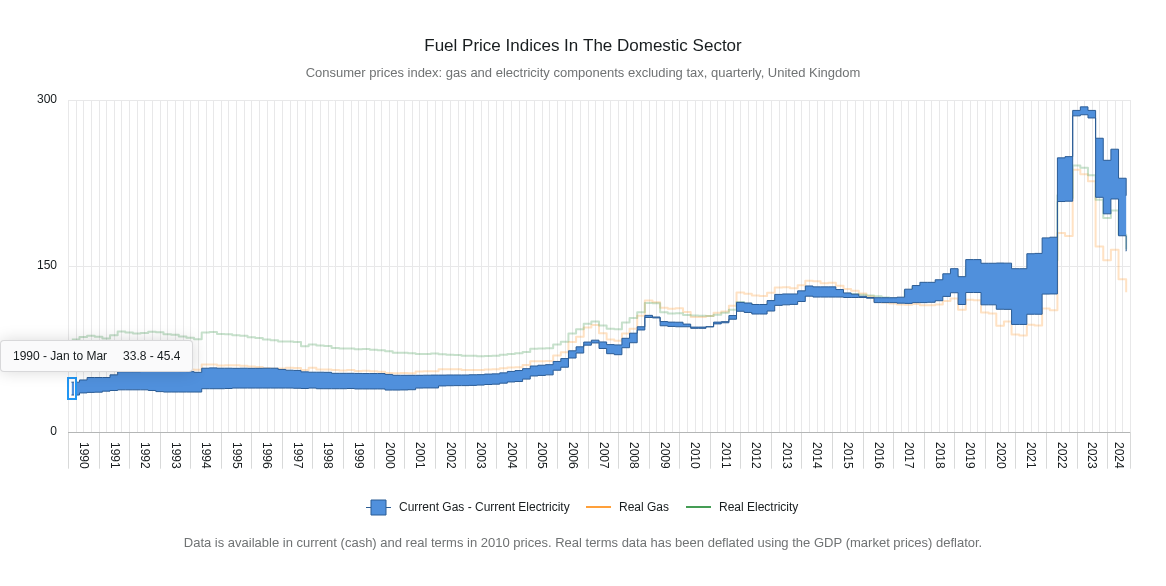 Fuel Price Indices In The Domestic Sector
Consumer prices index: gas and electricity components excluding tax, quarterly, United Kingdom
300
150
0
1990 - Jan to Mar 33.8 - 45.4
1990 1991 1992 1993 1994 1995 1996 1997 1998 1999 2000 2001 2002 2003 2004 2005 2006 2007 2008 2009 2010 2011 2012 2013 2014 2015 2016 2017 2018 2019 2020 2021 2022 2023 2024
Current Gas - Current Electricity Real Gas Real Electricity
Data is available in current (cash) and real terms in 2010 prices. Real terms data has been deflated using the GDP (market prices) deflator.